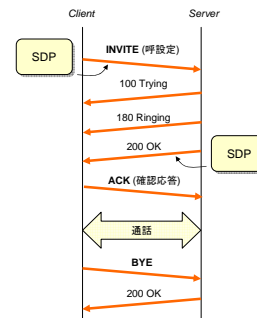 Client
Server
SDP
INVITE (呼設定)
100 Trying
180 Ringing
200 OK
SDP
ACK (確認応答)
通話
BYE
200 OK